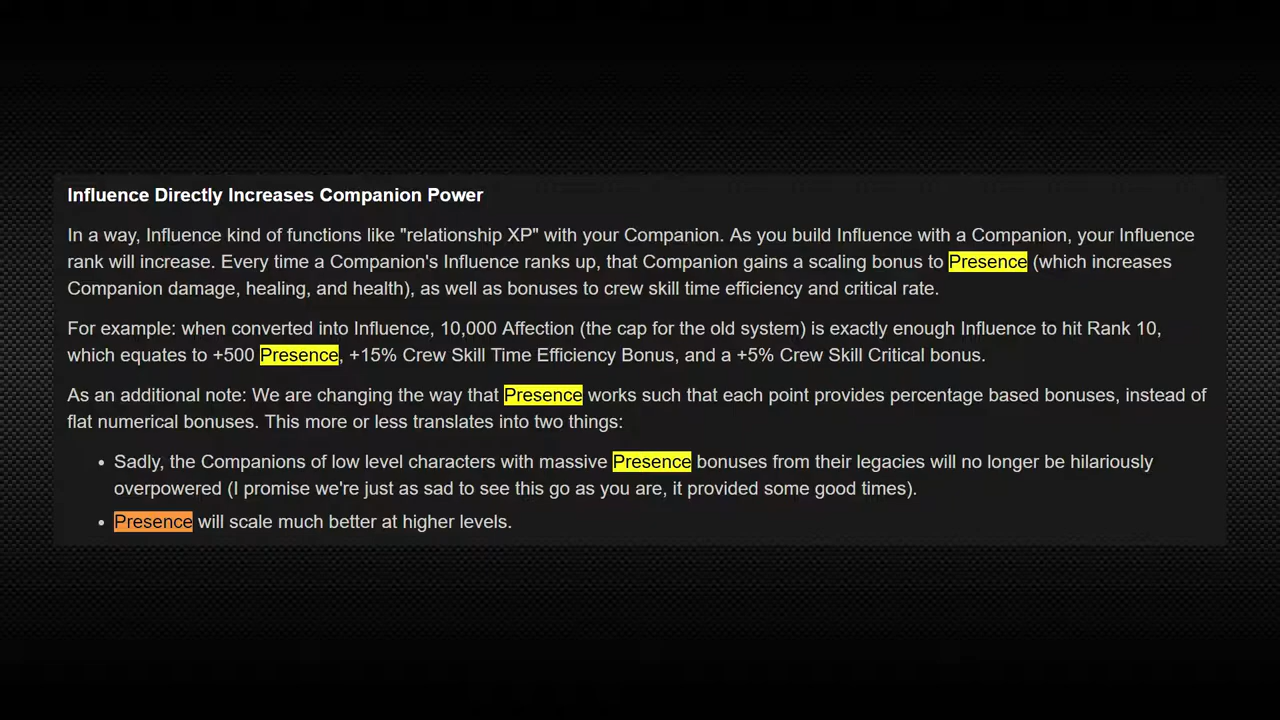 Influence Directly Increases Companion Power
In a way, Influence kind of functions like "relationship XP" with your Companion. As you build Influence with a Companion, your Influence
rank will increase. Every time a Companion's Influence ranks up, that Companion gains a scaling bonus to Presence (which increases
Companion damage, healing, and health), as well as bonuses to crew skill time efficiency and critical rate.
For example: when converted into Influence, 10,000 Affection (the cap for the old system) is exactly enough Influence to hit Rank 10,
which equates to +500 Presence, +15% Crew Skill Time Efficiency Bonus, and a +5% Crew Skill Critical bonus.
As an additional note: We are changing the way that Presence works such that each point provides percentage based bonuses, instead of
flat numerical bonuses. This more or less translates into two things:
• Sadly, the Companions of low level characters with massive Presence bonuses from their legacies will no longer be hilariously
overpowered (I promise we're just as sad to see this go as you are, it provided some good times).
• Presence will scale much better at higher levels.